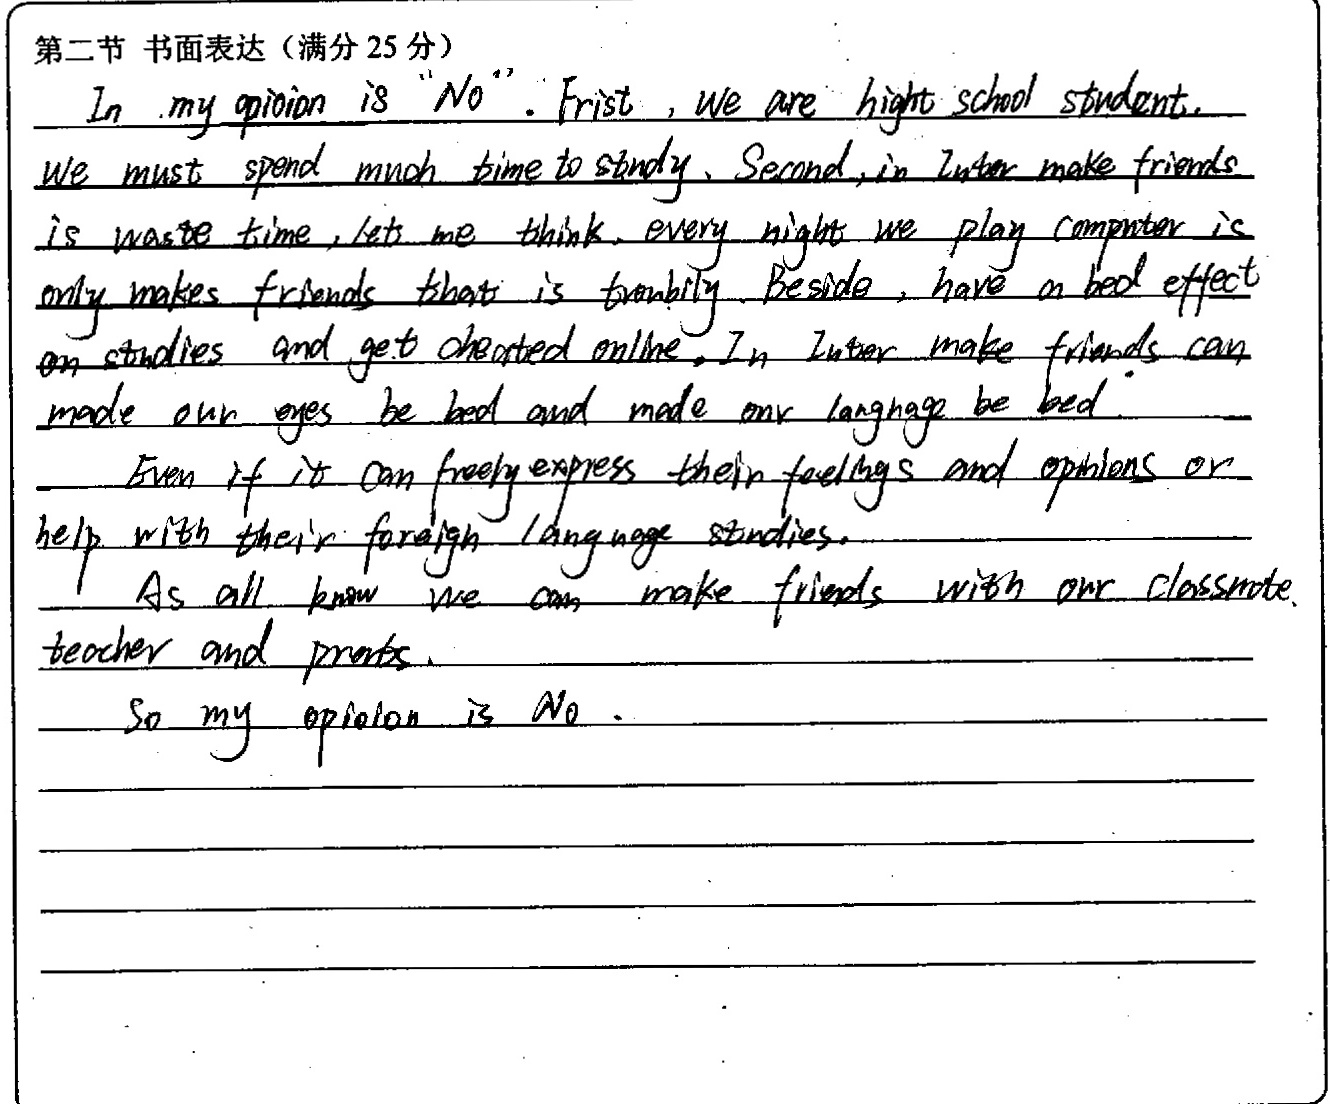 第二节 书面表达（满分 25 分）
In my opioion is "No". Frist, We are hight school student.
We must spend much time to study. Second, in Inter make friends
is waste time, lets me think. every night we play computer is
only makes friends that is troubily. Beside, have a bed effect
on studies and get cheated online. In Inter make friends can
made our eyes be bed and made our langnage be bed.
Even if it can freely express their feelings and opinions or
help with their foreign language studies.
As all know we can make friends with our classmate.
teacher and prents.
So my opioion is No.